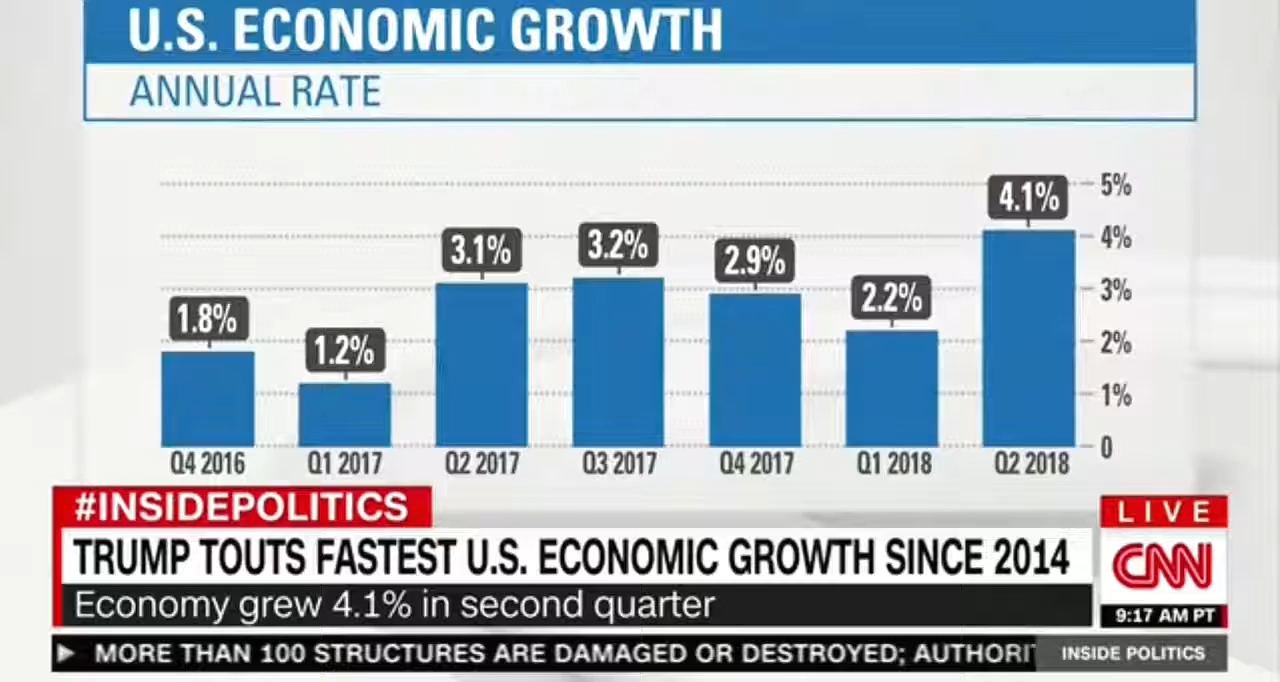 U.S. ECONOMIC GROWTH
ANNUAL RATE
5%
4%
3%
2%
1%
0
1.8%
1.2%
3.1%
3.2%
2.9%
2.2%
4.1%
Q4 2016
Q1 2017
Q2 2017
Q3 2017
Q4 2017
Q1 2018
Q2 2018
#INSIDEPOLITICS
TRUMP TOUTS FASTEST U.S. ECONOMIC GROWTH SINCE 2014
Economy grew 4.1% in second quarter
LIVE
CNN
9:17 AM PT
MORE THAN 100 STRUCTURES ARE DAMAGED OR DESTROYED; AUTHORI
INSIDE POLITICS